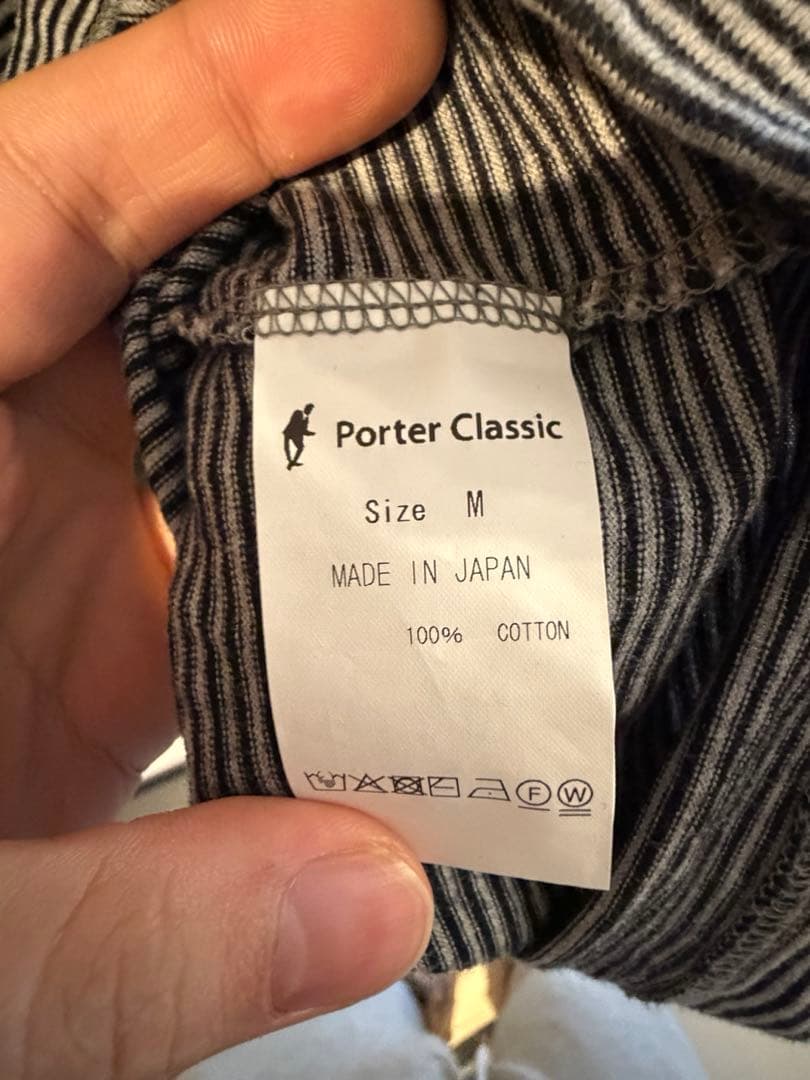 Porter Classic
Size M
MADE IN JAPAN
100% COTTON
F W